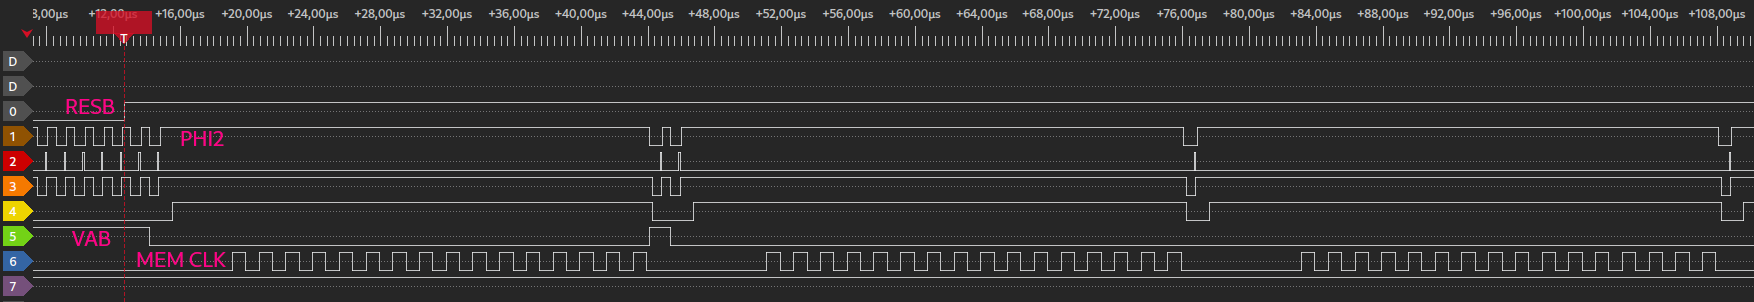 8,00µs +12,00µs +16,00µs +20,00µs +24,00µs +28,00µs +32,00µs +36,00µs +40,00µs +44,00µs +48,00µs +52,00µs +56,00µs +60,00µs +64,00µs +68,00µs +72,00µs +76,00µs +80,00µs +84,00µs +88,00µs +92,00µs +96,00µs +100,00µs +104,00µs +108,00µs
T
D
D
0 RESB
1 PHI2
2
3
4
5 VAB
6 MEM CLK
7